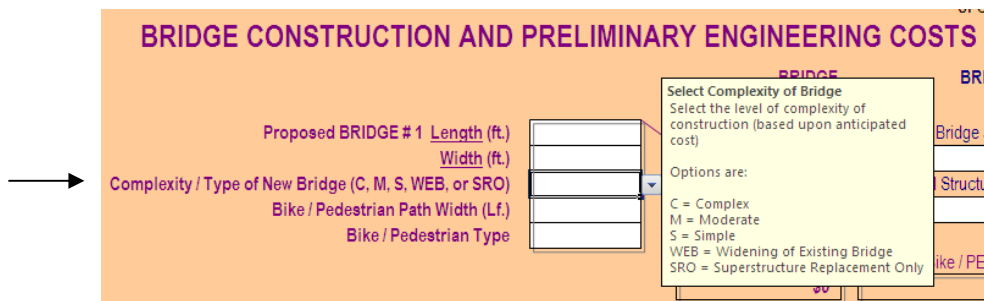 BRIDGE CONSTRUCTION AND PRELIMINARY ENGINEERING COSTS
Select Complexity of Bridge
Select the level of complexity of
construction (based upon anticipated
cost)
Options are:
C = Complex
M = Moderate
S = Simple
WEB = Widening of Existing Bridge
SRO = Superstructure Replacement Only
Proposed BRIDGE # 1 Length (ft.)
Width (ft.)
Complexity / Type of New Bridge (C, M, S, WEB, or SRO)
Bike / Pedestrian Path Width (Lf.)
Bike / Pedestrian Type
BRIDGE
Bridge
$0